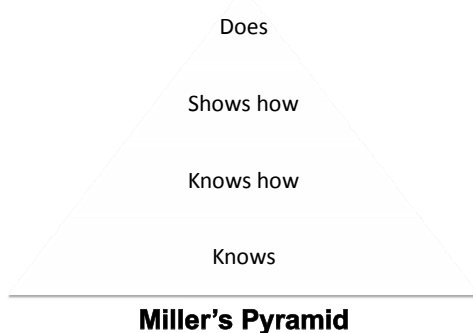 Does
Shows how
Knows how
Knows
Miller’s Pyramid